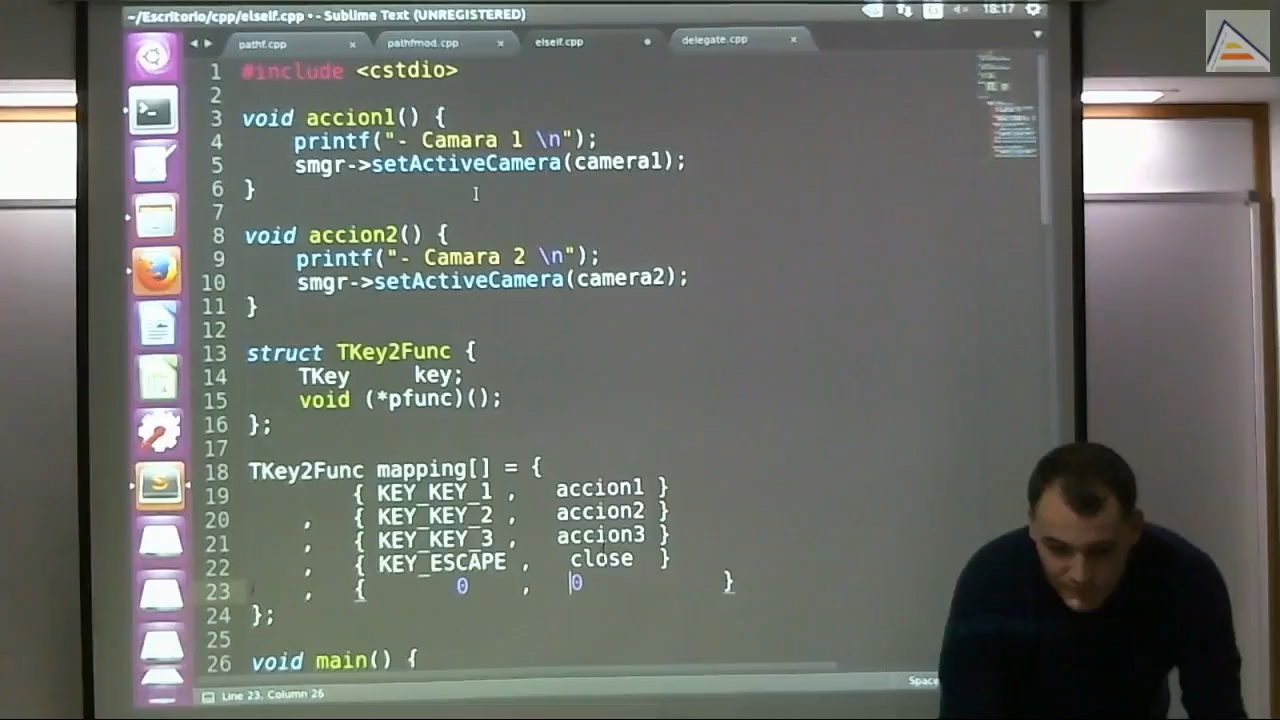 ~/Escritorio/cpp/elseif.cpp • - Sublime Text (UNREGISTERED)
18:17
pathf.cpp × pathfmod.cpp × elseif.cpp • delegate.cpp ×
1 #include <cstdio>
2
3 void accion1() {
4 printf("- Camara 1 \n");
5 smgr->setActiveCamera(camera1);
6 }
7
8 void accion2() {
9 printf("- Camara 2 \n");
10 smgr->setActiveCamera(camera2);
11 }
12
13 struct TKey2Func {
14 TKey key;
15 void (*pfunc)();
16 };
17
18 TKey2Func mapping[] = {
19 { KEY_KEY_1 , accion1 }
20 , { KEY_KEY_2 , accion2 }
21 , { KEY_KEY_3 , accion3 }
22 , { KEY_ESCAPE , close }
23 , { 0 , 0 }
24 };
25
26 void main() {
Line 23, Column 26
Space